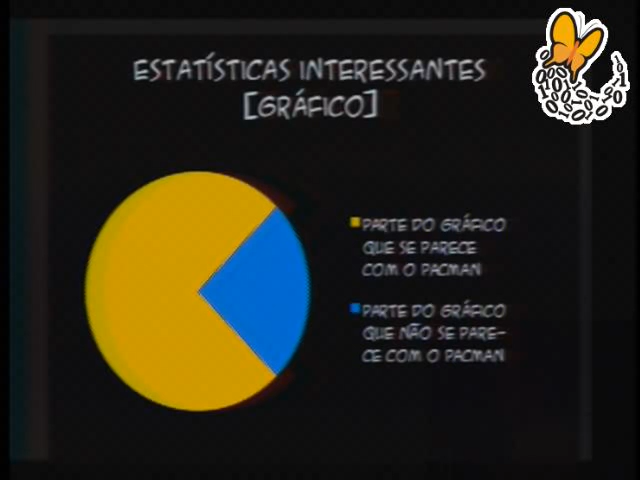 ESTATÍSTICAS INTERESSANTES
[GRÁFICO]
PARTE DO GRÁFICO
QUE SE PARECE
COM O PACMAN
PARTE DO GRÁFICO
QUE NÃO SE PARE-
CE COM O PACMAN